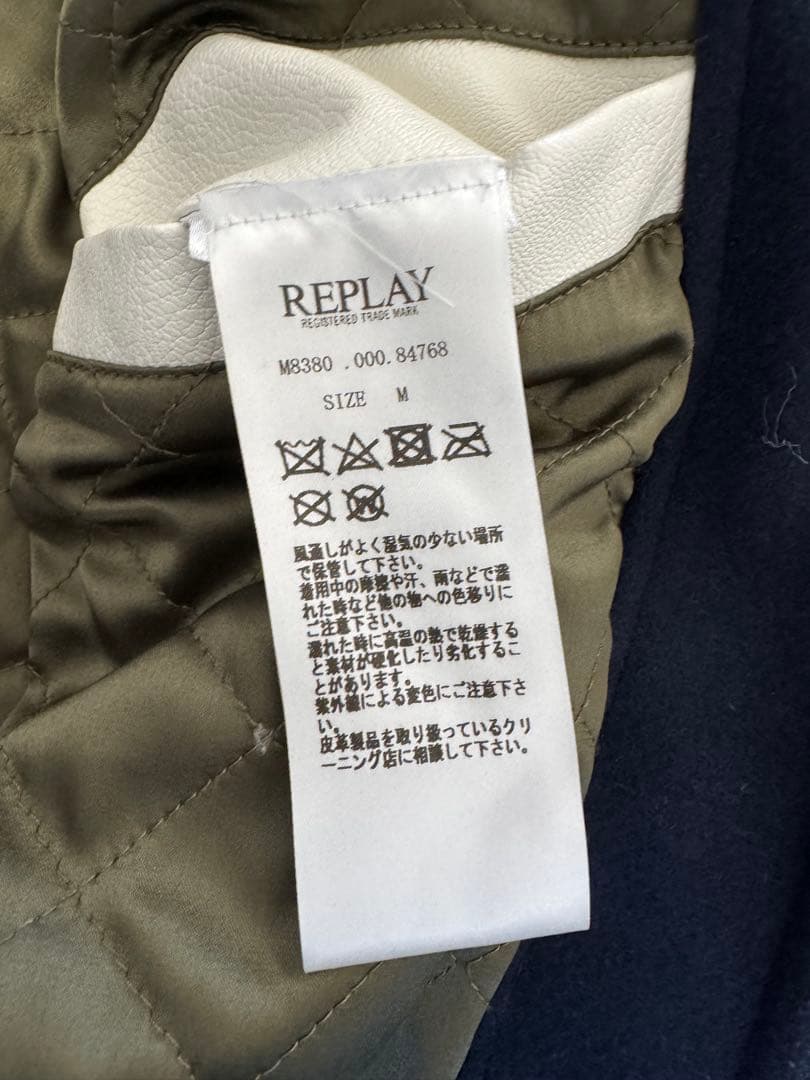 REPLAY
REGISTERED TRADE MARK
M8380 .000.84768
SIZE M
W
風通しがよく湿気の少ない場所
で保管して下さい。
着用中の摩擦や汗、雨などで濡
れた時など他の物への色移りに
ご注意下さい。
濡れた時に高温の熱で乾燥する
と素材が硬化したり劣化するこ
とがあります。
紫外線による変色にご注意下さ
い。
皮革製品を取り扱っているクリ
ーニング店に相談して下さい。